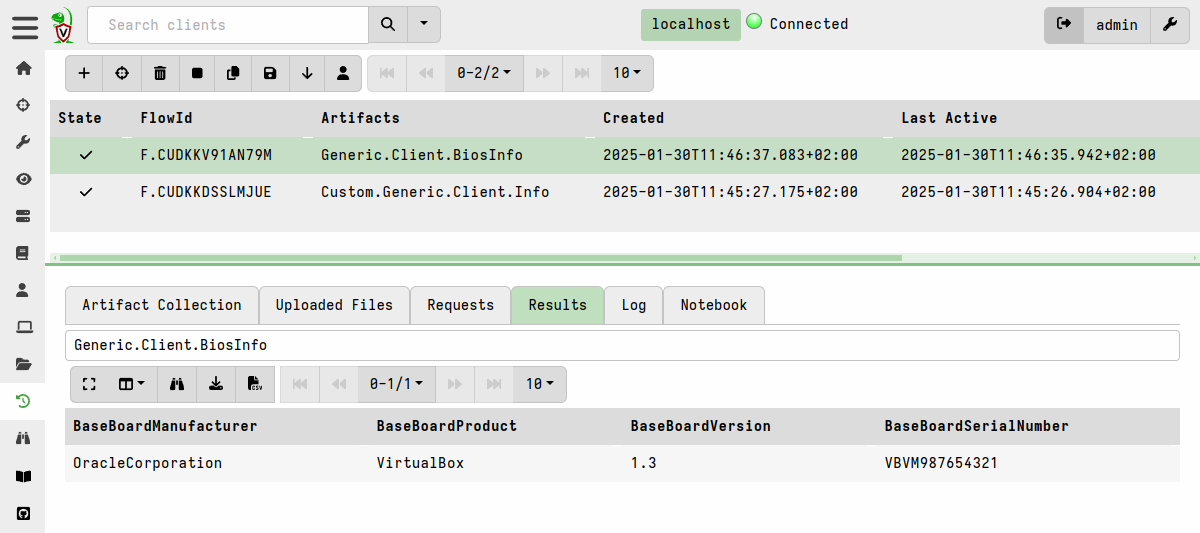 Search clients localhost Connected admin
0-2/2 10
State FlowId Artifacts Created Last Active
F.CUDKKV91AN79M Generic.Client.BiosInfo 2025-01-30T11:46:37.083+02:00 2025-01-30T11:46:35.942+02:00
F.CUDKKDSSLMJUE Custom.Generic.Client.Info 2025-01-30T11:45:27.175+02:00 2025-01-30T11:45:26.904+02:00
Artifact Collection Uploaded Files Requests Results Log Notebook
Generic.Client.BiosInfo
CSV 0-1/1 10
BaseBoardManufacturer BaseBoardProduct BaseBoardVersion BaseBoardSerialNumber
OracleCorporation VirtualBox 1.3 VBVM987654321